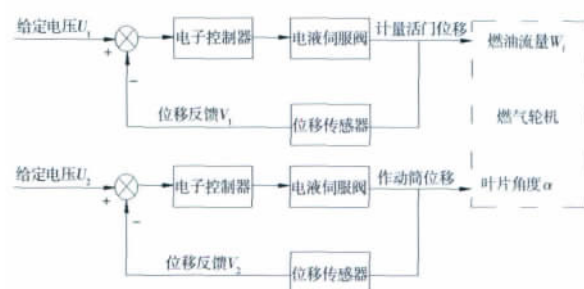 给定电压U₁
+
−
电子控制器
电液伺服阀
计量活门位移
燃油流量Wf
位移反馈V₁
位移传感器
燃气轮机
给定电压U₂
+
−
电子控制器
电液伺服阀
作动筒位移
叶片角度α
位移反馈V₂
位移传感器